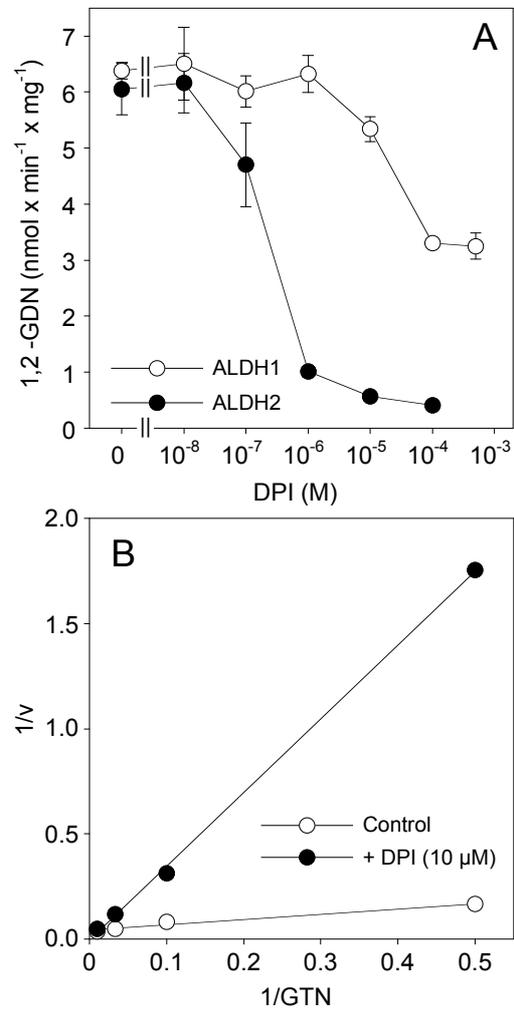 A
1,2 -GDN (nmol x min⁻¹ x mg⁻¹)
7
6
5
4
3
2
1
0
ALDH1
ALDH2
0 10⁻⁸ 10⁻⁷ 10⁻⁶ 10⁻⁵ 10⁻⁴ 10⁻³
DPI (M)
B
1/v
2.0
1.5
1.0
0.5
0.0
Control
+ DPI (10 µM)
0 0.1 0.2 0.3 0.4 0.5
1/GTN